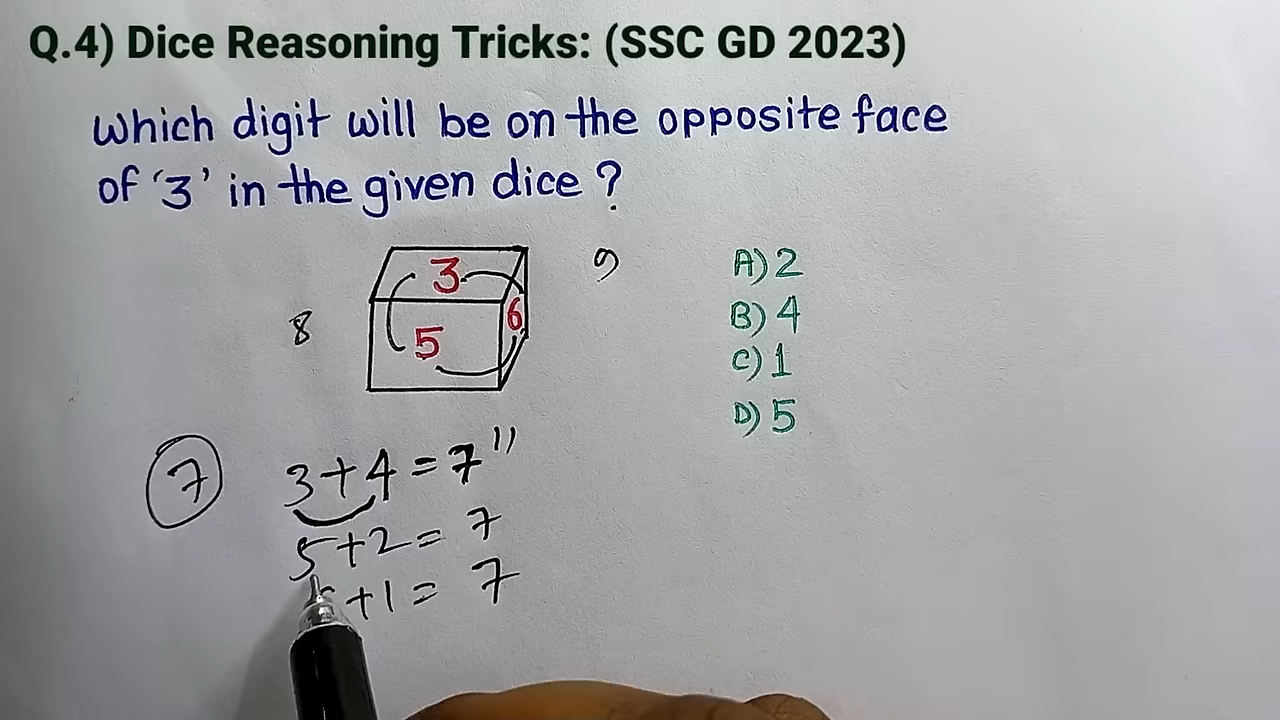 Q.4) Dice Reasoning Tricks: (SSC GD 2023)
Which digit will be on the opposite face
of '3' in the given dice ?
3
6
5
8
9
A) 2
B) 4
C) 1
D) 5
7
3+4=7"
5+2= 7
+1= 7